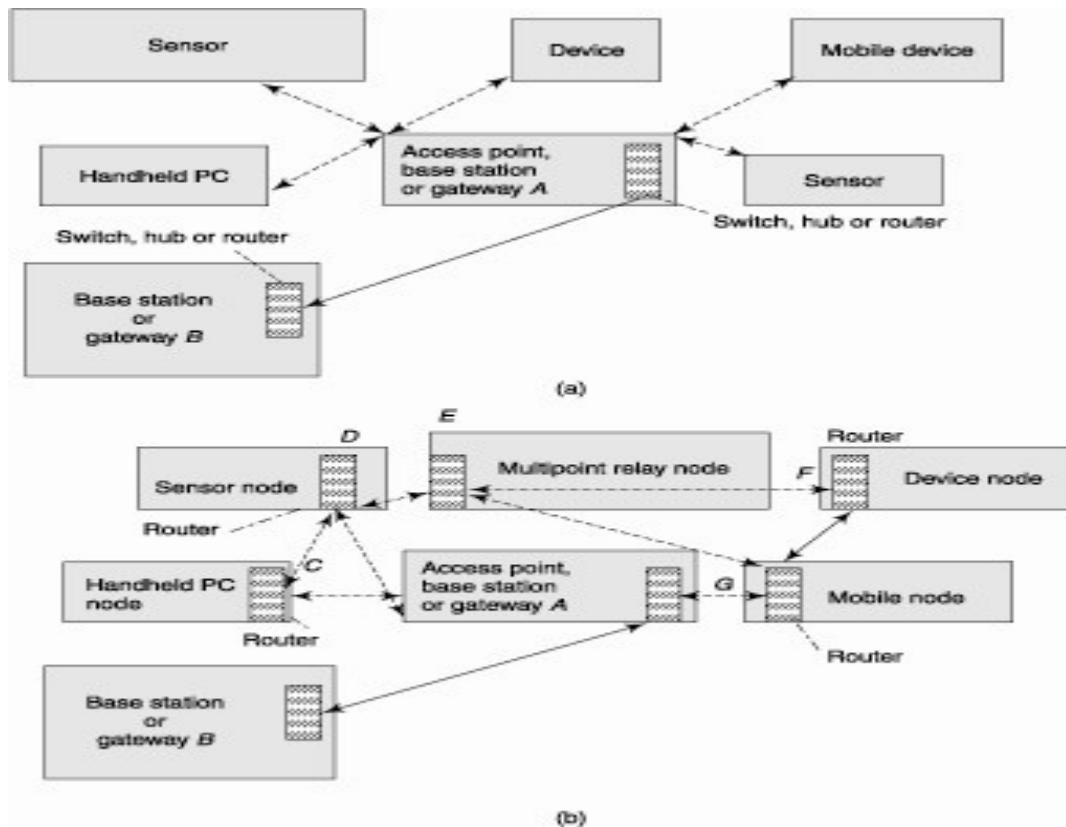 Sensor
Device
Mobile device
Handheld PC
Access point,
base station
or gateway A
Sensor
Switch, hub or router
Switch, hub or router
Base station
or
gateway B
(a)
D
E
Router
Sensor node
Multipoint relay node
F
Device node
Router
Handheld PC
node
C
Access point,
base station
or gateway A
G
Mobile node
Router
Router
Base station
or
gateway B
(b)